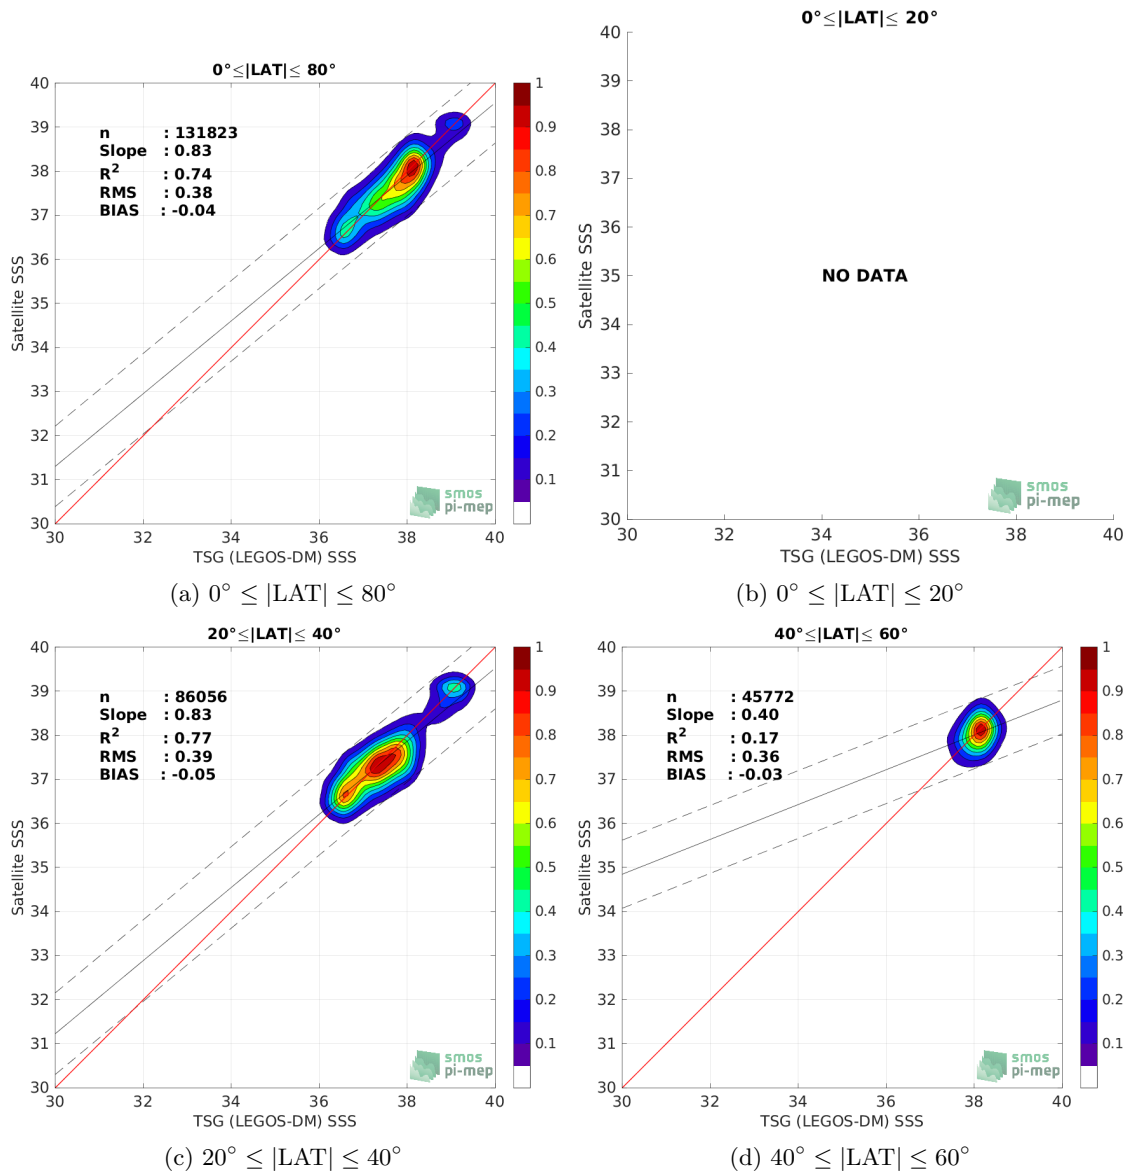 0°≤|LAT|≤ 80°
n : 131823
Slope : 0.83
R² : 0.74
RMS : 0.38
BIAS : -0.04
40
39
38
37
36
35
34
33
32
31
30
Satellite SSS
30 32 34 36 38 40
TSG (LEGOS-DM) SSS
1
0.9
0.8
0.7
0.6
0.5
0.4
0.3
0.2
0.1
smos
pi-mep
(a) 0° ≤ |LAT| ≤ 80°
0°≤|LAT|≤ 20°
40
39
38
37
36
35
34
33
32
31
30
Satellite SSS
NO DATA
30 32 34 36 38 40
TSG (LEGOS-DM) SSS
smos
pi-mep
(b) 0° ≤ |LAT| ≤ 20°
20°≤|LAT|≤ 40°
n : 86056
Slope : 0.83
R² : 0.77
RMS : 0.39
BIAS : -0.05
40
39
38
37
36
35
34
33
32
31
30
Satellite SSS
30 32 34 36 38 40
TSG (LEGOS-DM) SSS
1
0.9
0.8
0.7
0.6
0.5
0.4
0.3
0.2
0.1
smos
pi-mep
(c) 20° ≤ |LAT| ≤ 40°
40°≤|LAT|≤ 60°
n : 45772
Slope : 0.40
R² : 0.17
RMS : 0.36
BIAS : -0.03
40
39
38
37
36
35
34
33
32
31
30
Satellite SSS
30 32 34 36 38 40
TSG (LEGOS-DM) SSS
1
0.9
0.8
0.7
0.6
0.5
0.4
0.3
0.2
0.1
smos
pi-mep
(d) 40° ≤ |LAT| ≤ 60°